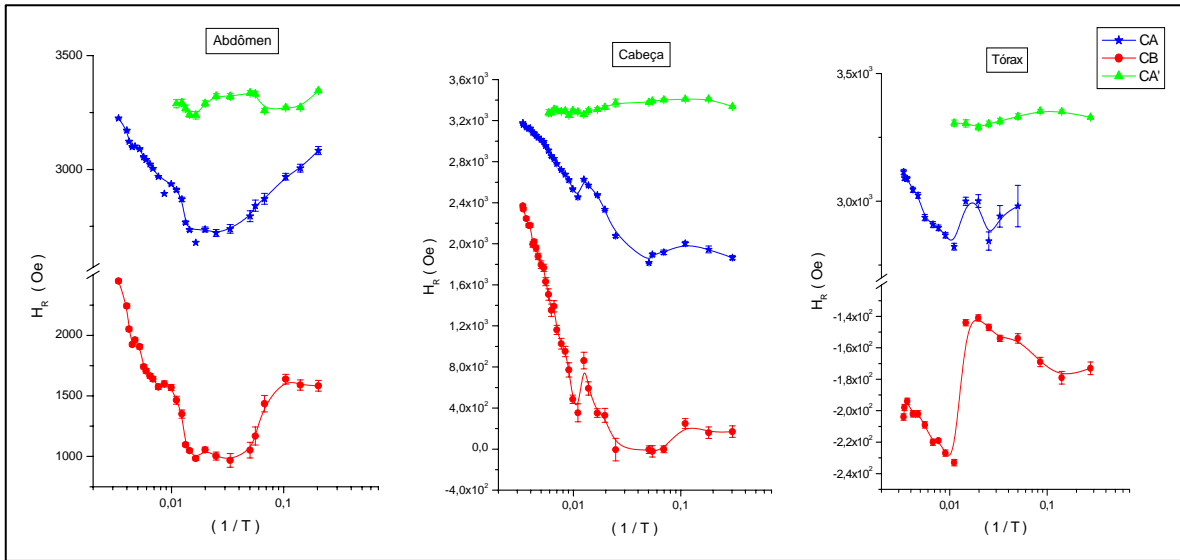 Abdômen
3500
3000
2000
1500
1000
H_R ( Oe )
0,01
0,1
( 1 / T )
Cabeça
3,6x10³
3,2x10³
2,8x10³
2,4x10³
2,0x10³
1,6x10³
1,2x10³
8,0x10²
4,0x10²
0,0
-4,0x10²
H_R ( Oe )
0,01
0,1
( 1 / T )
Tórax
3,5x10³
3,0x10³
-1,4x10²
-1,6x10²
-1,8x10²
-2,0x10²
-2,2x10²
-2,4x10²
H_R ( Oe )
0,01
0,1
( 1 / T )
CA
CB
CA'